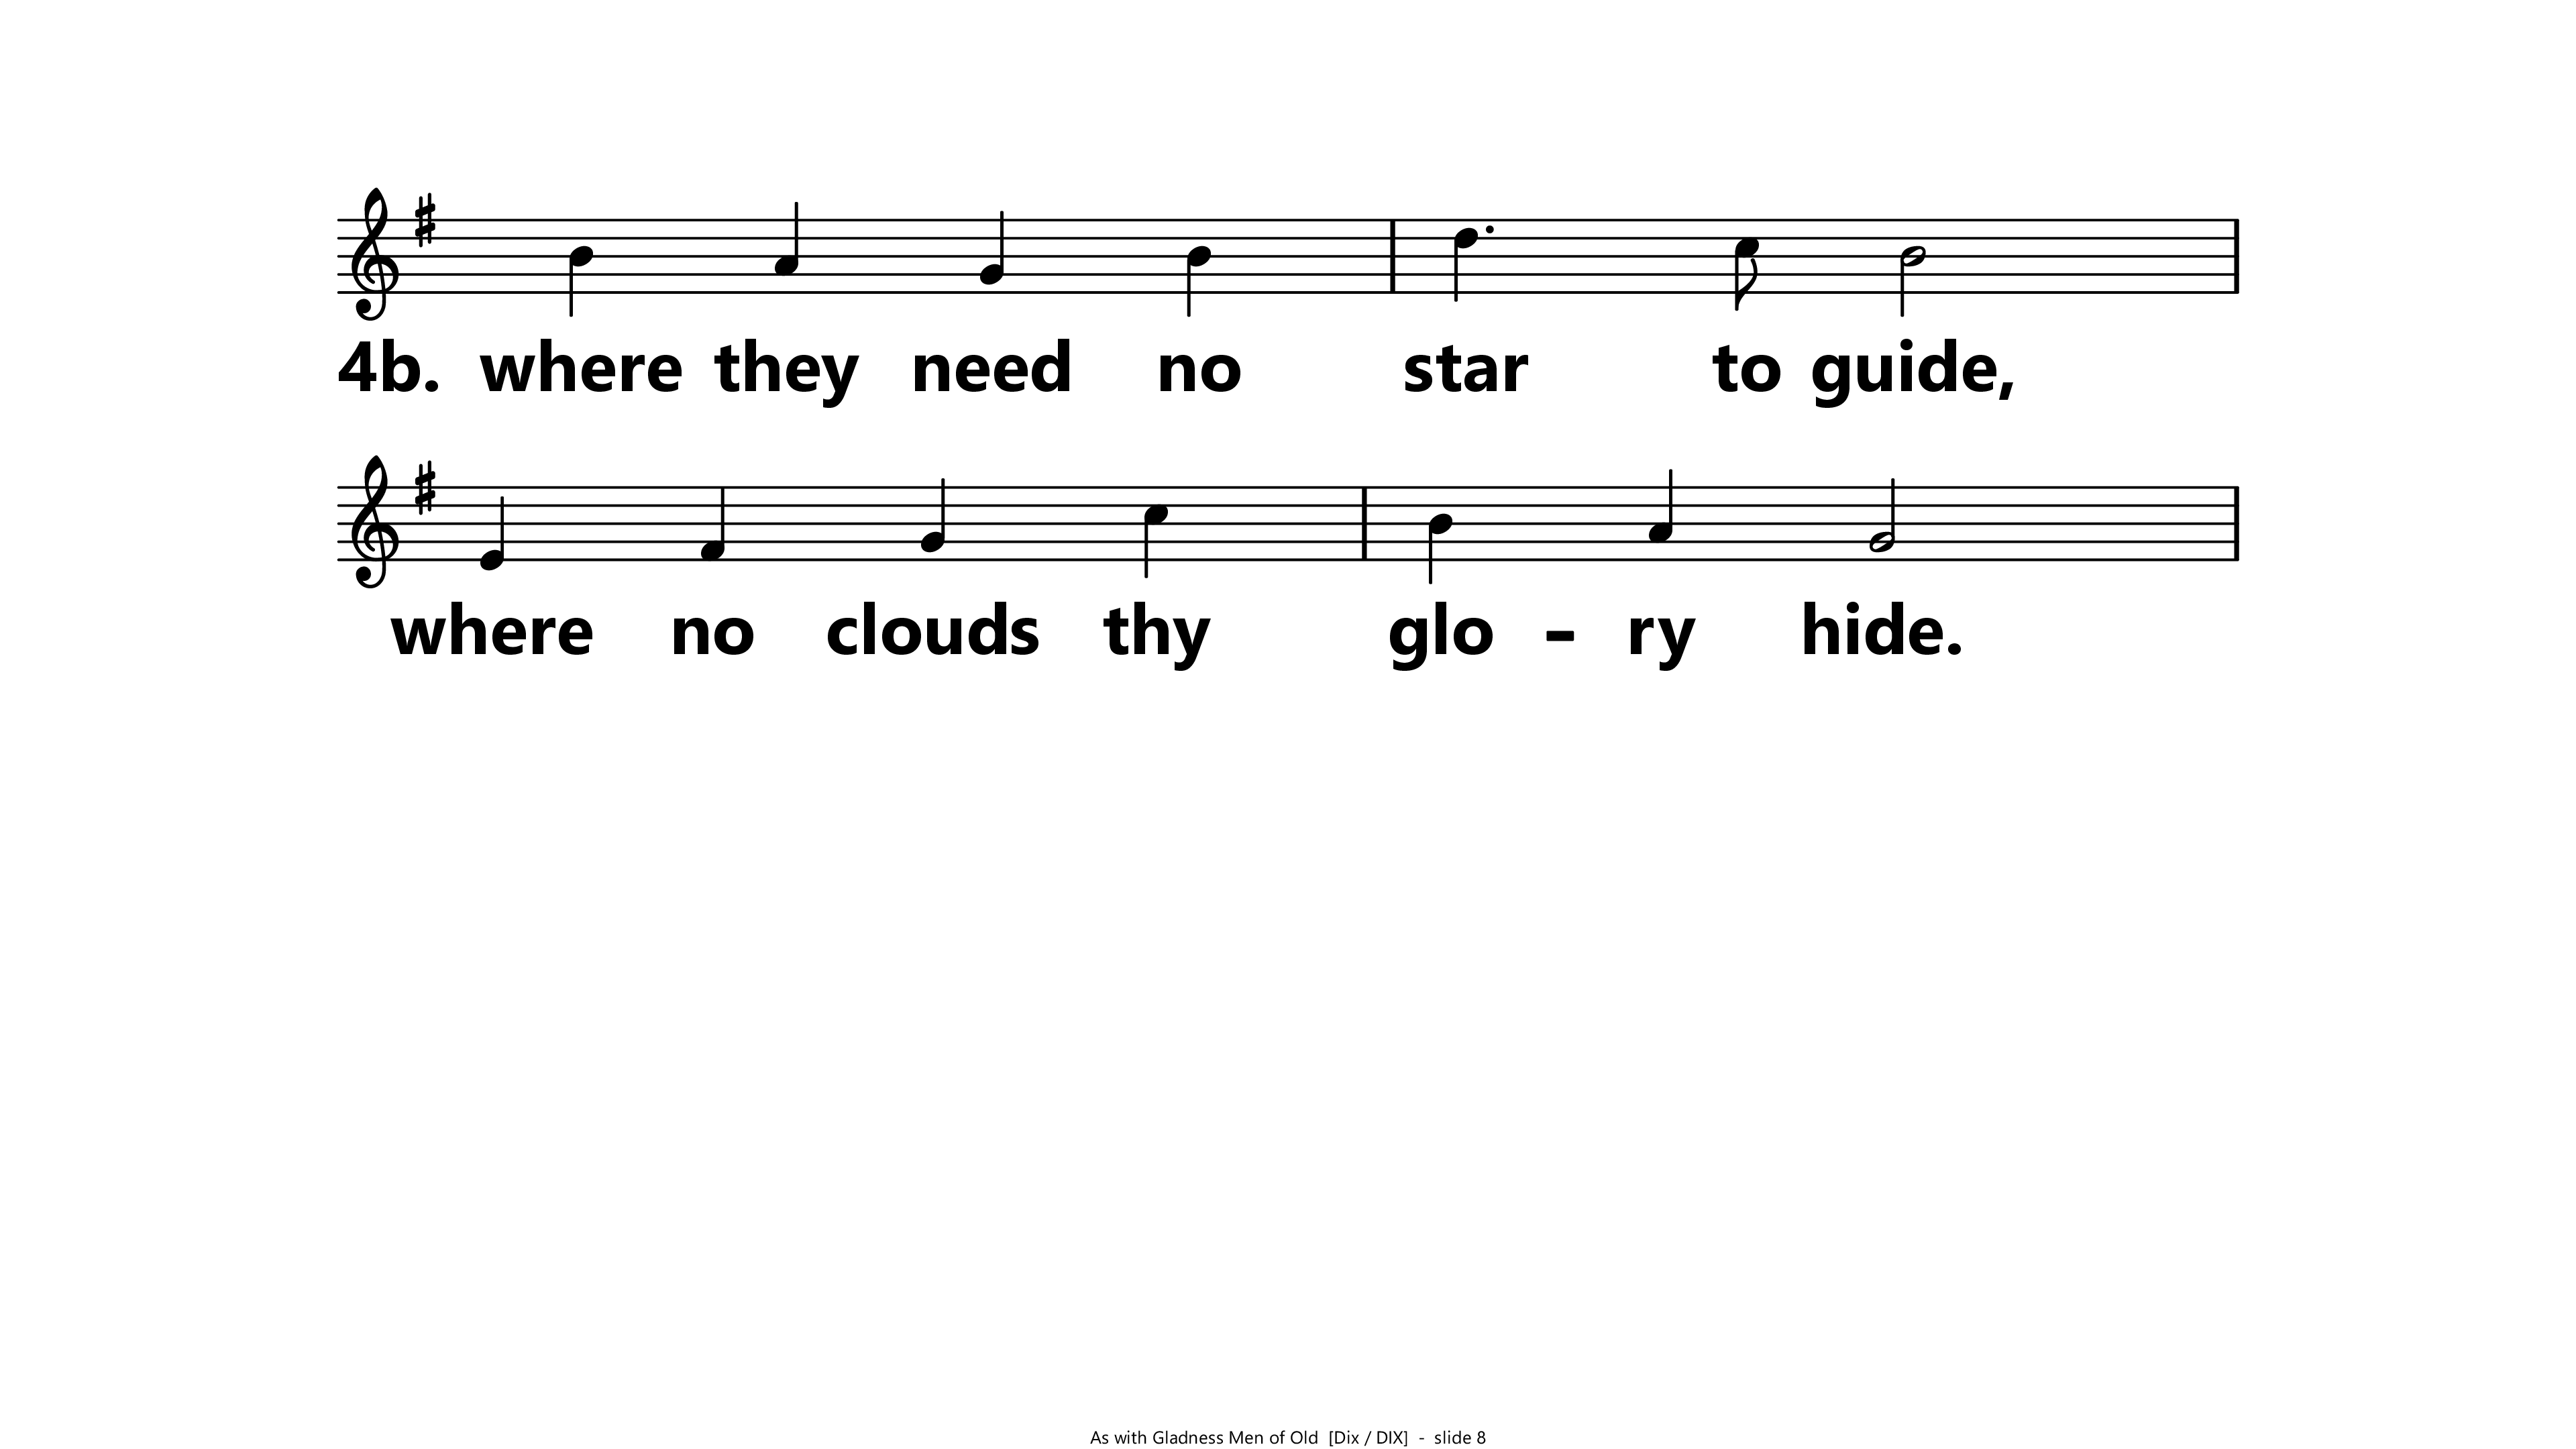 4b. where they need no star to guide,
where no clouds thy glo - ry hide.
As with Gladness Men of Old [Dix / DIX] - slide 8